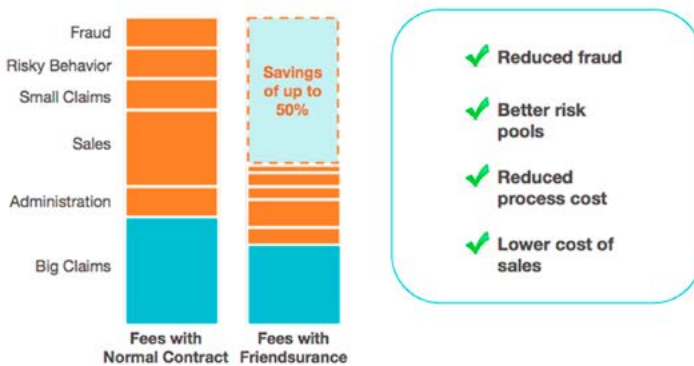 Fraud
Risky Behavior
Small Claims
Sales
Administration
Big Claims
Savings
of up to
50%
Fees with
Normal Contract
Fees with
Friendsurance
Reduced fraud
Better risk
pools
Reduced
process cost
Lower cost of
sales